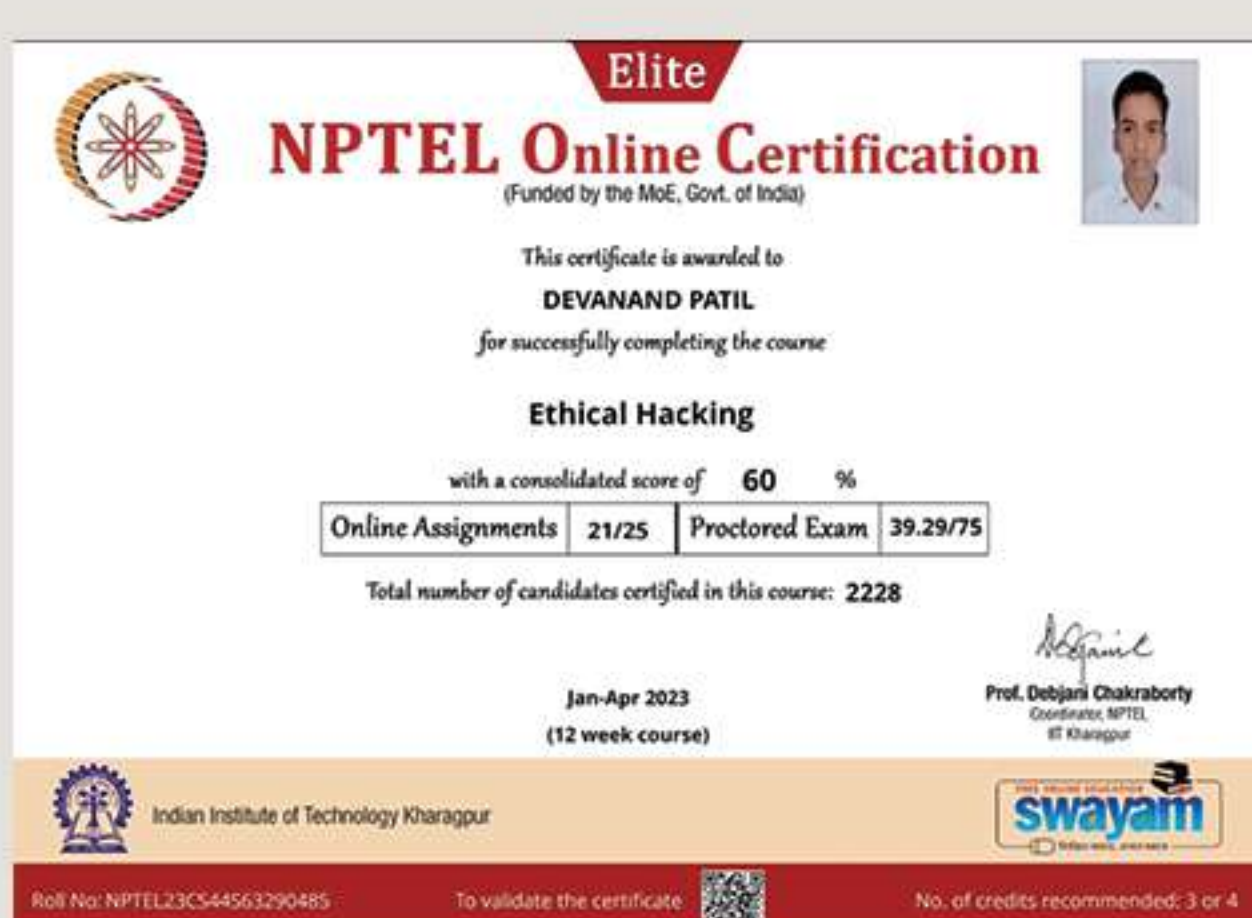 Elite
NPTEL Online Certification
(Funded by the MoE, Govt. of India)
This certificate is awarded to
DEVANAND PATIL
for successfully completing the course
Ethical Hacking
with a consolidated score of 60 %
Online Assignments 21/25 Proctored Exam 39.29/75
Total number of candidates certified in this course: 2228
Jan-Apr 2023
(12 week course)
Prof. Debjani Chakraborty
Coordinator, NPTEL
IIT Kharagpur
Indian Institute of Technology Kharagpur
FREE ONLINE EDUCATION
swayam
Roll No: NPTEL23CS44563290485
To validate the certificate
No. of credits recommended: 3 or 4